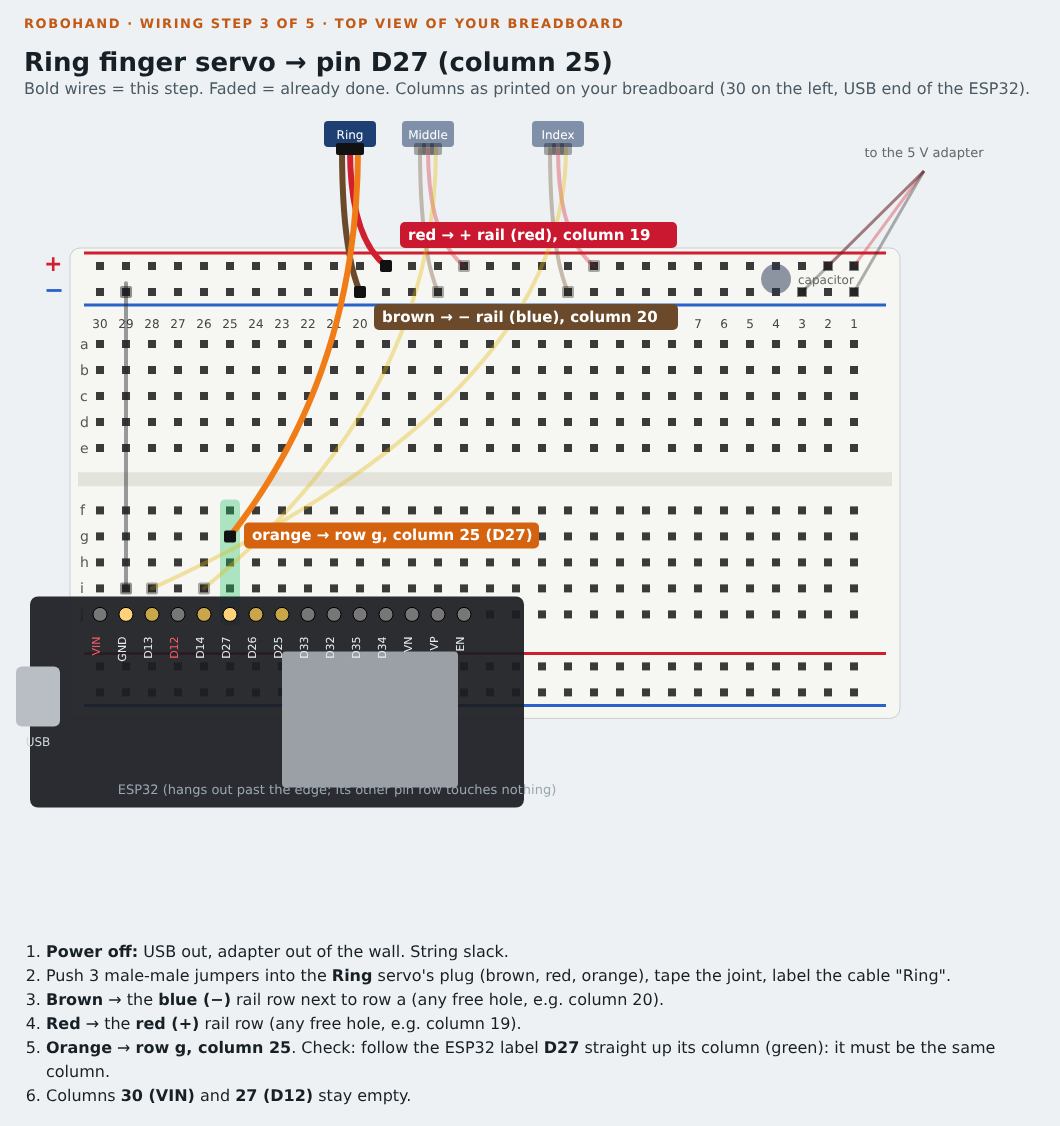 ROBOHAND · WIRING STEP 3 OF 5 · TOP VIEW OF YOUR BREADBOARD
Ring finger servo → pin D27 (column 25)
Bold wires = this step. Faded = already done. Columns as printed on your breadboard (30 on the left, USB end of the ESP32).
Ring Middle Index
to the 5 V adapter
red → + rail (red), column 19
+
capacitor
−
brown → − rail (blue), column 20
30 29 28 27 26 25 24 23 22 21 20 7 6 5 4 3 2 1
a
b
c
d
e
f
g
orange → row g, column 25 (D27)
h
i
j
VIN GND D13 D12 D14 D27 D26 D25 D33 D32 D35 D34 VN VP EN
USB
ESP32 (hangs out past the edge; its other pin row touches nothing)
1. Power off: USB out, adapter out of the wall. String slack.
2. Push 3 male-male jumpers into the Ring servo's plug (brown, red, orange), tape the joint, label the cable "Ring".
3. Brown → the blue (−) rail row next to row a (any free hole, e.g. column 20).
4. Red → the red (+) rail row (any free hole, e.g. column 19).
5. Orange → row g, column 25. Check: follow the ESP32 label D27 straight up its column (green): it must be the same
column.
6. Columns 30 (VIN) and 27 (D12) stay empty.